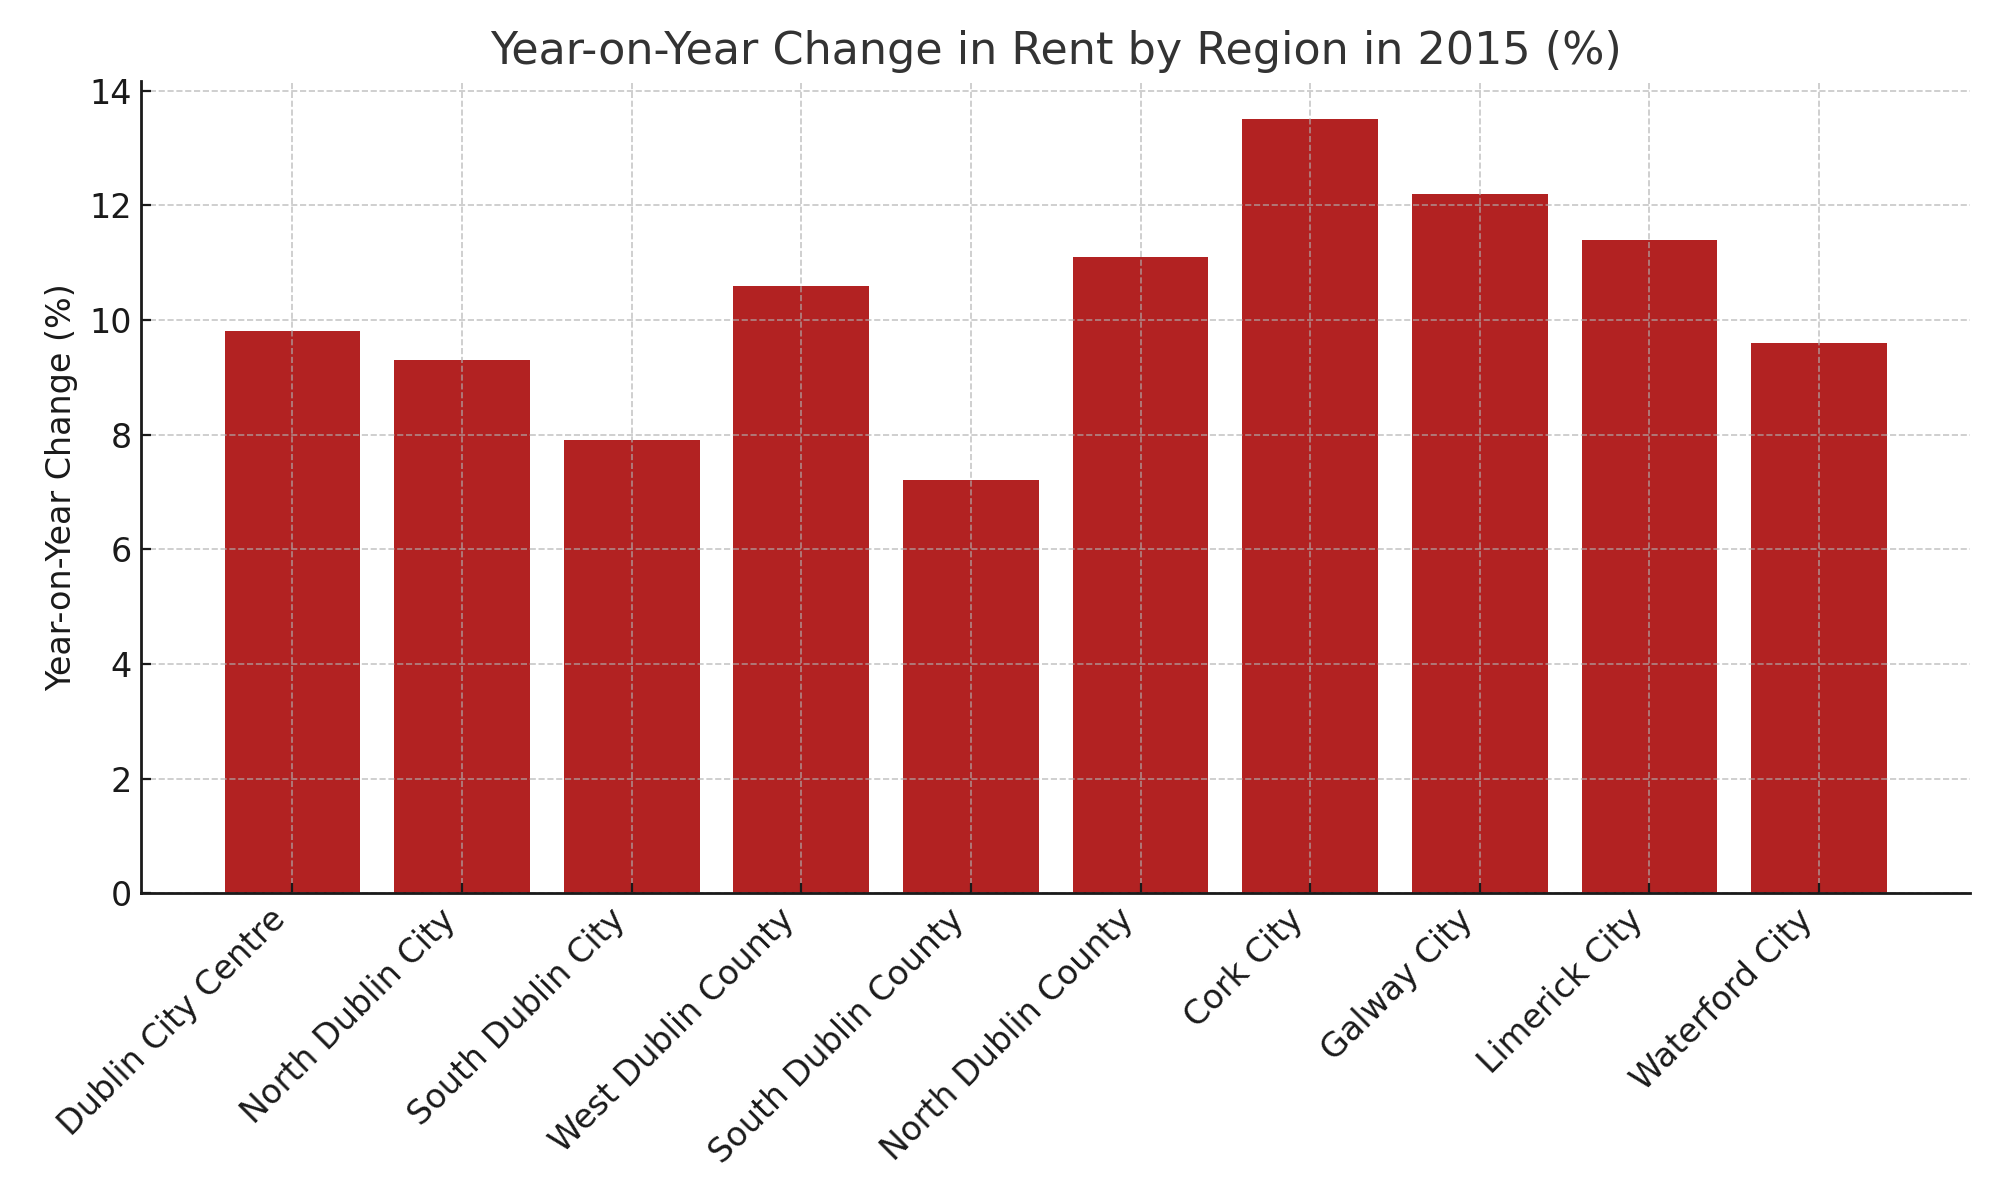 Year-on-Year Change in Rent by Region in 2015 (%)
Year-on-Year Change (%)
14
12
10
8
6
4
2
0
Dublin City Centre
North Dublin City
South Dublin City
West Dublin County
South Dublin County
North Dublin County
Cork City
Galway City
Limerick City
Waterford City